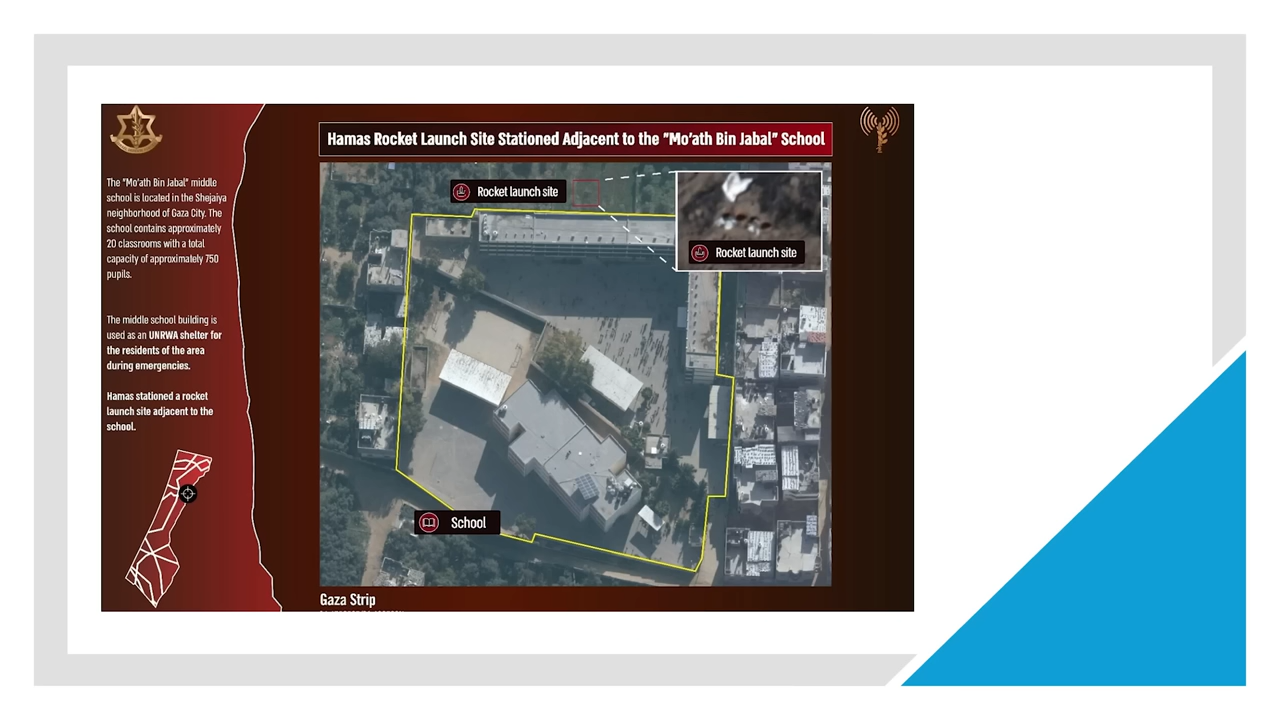 Hamas Rocket Launch Site Stationed Adjacent to the "Mo'ath Bin Jabal" School
The "Mo'ath Bin Jabal" middle
school is located in the Shejaiya
neighborhood of Gaza City. The
school contains approximately
20 classrooms with a total
capacity of approximately 750
pupils.
The middle school building is
used as an UNRWA shelter for
the residents of the area
during emergencies.
Hamas stationed a rocket
launch site adjacent to the
school.
Rocket launch site
Rocket launch site
School
Gaza Strip